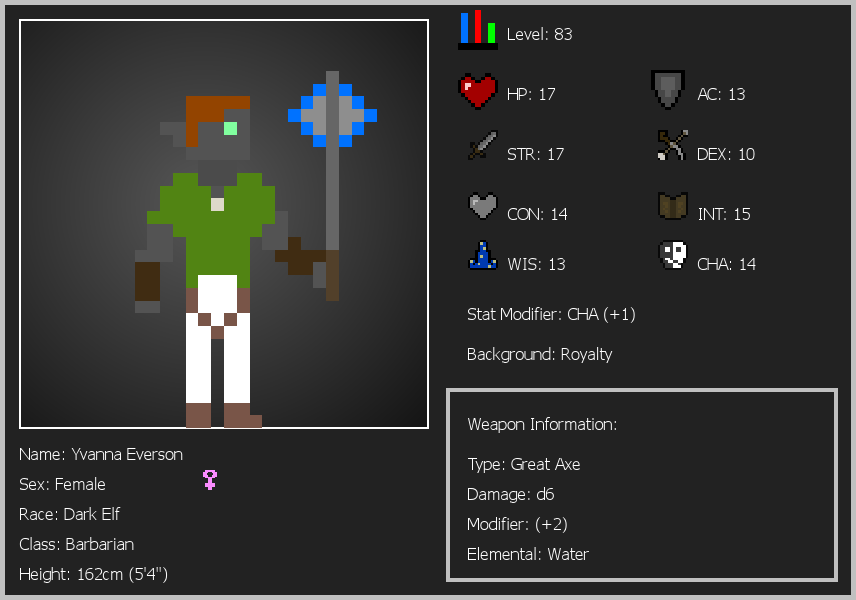 Level: 83
HP: 17
AC: 13
STR: 17
DEX: 10
CON: 14
INT: 15
WIS: 13
CHA: 14
Stat Modifier: CHA (+1)
Background: Royalty
Weapon Information:
Type: Great Axe
Damage: d6
Modifier: (+2)
Elemental: Water
Name: Yvanna Everson
Sex: Female
Race: Dark Elf
Class: Barbarian
Height: 162cm (5'4")